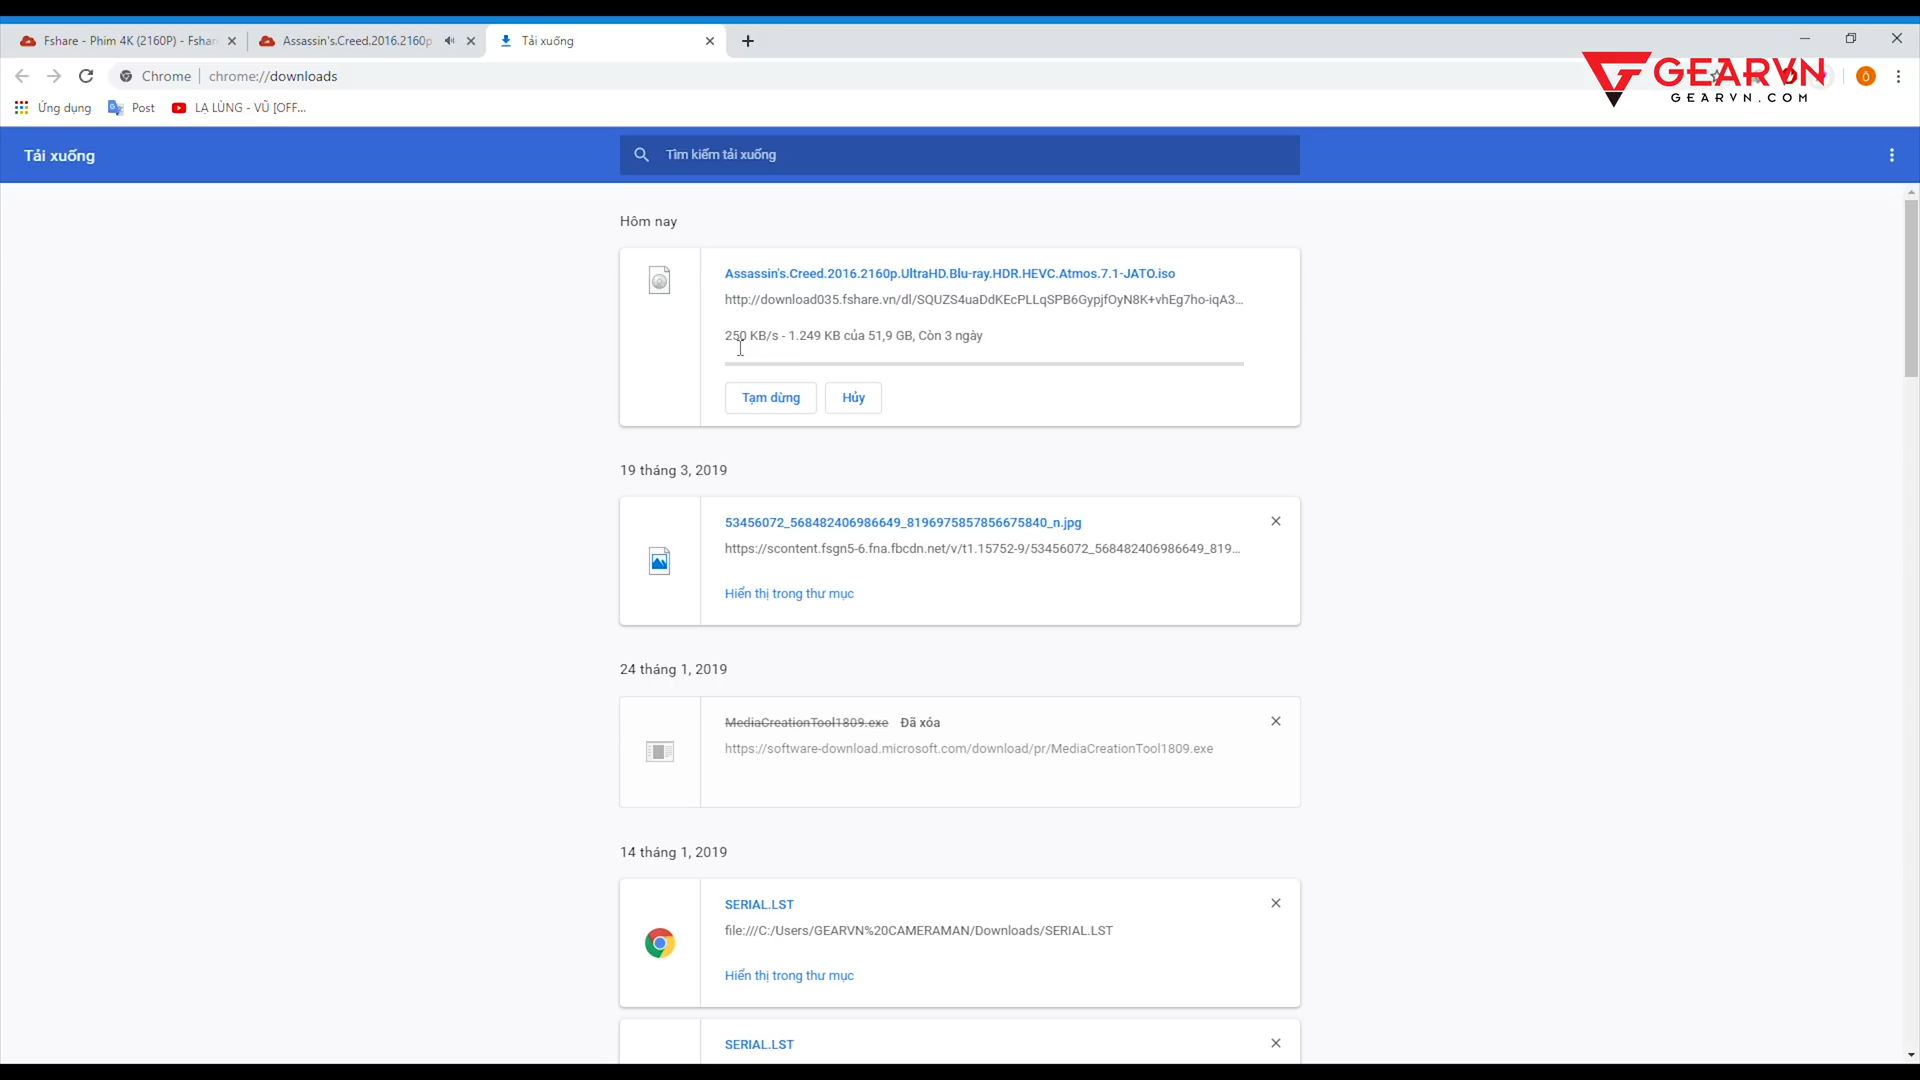 Fshare - Phim 4K (2160P) - Fshar
Assassin's.Creed.2016.2160p
Tải xuống
Chrome
chrome://downloads
GEARVN
GEARVN.COM
Ứng dụng
Post
LẠ LÙNG - VŨ [OFF...
Tải xuống
Tìm kiếm tải xuống
Hôm nay
Assassin's.Creed.2016.2160p.UltraHD.Blu-ray.HDR.HEVC.Atmos.7.1-JATO.iso
http://download035.fshare.vn/dl/SQUZS4uaDdKEcPLLqSPB6GypjfOyN8K+vhEg7ho-iqA3...
250 KB/s - 1.249 KB của 51,9 GB, Còn 3 ngày
Tạm dừng
Hủy
19 tháng 3, 2019
53456072_568482406986649_8196975857856675840_n.jpg
https://scontent.fsgn5-6.fna.fbcdn.net/v/t1.15752-9/53456072_568482406986649_819...
Hiển thị trong thư mục
24 tháng 1, 2019
MediaCreationTool1809.exe Đã xóa
https://software-download.microsoft.com/download/pr/MediaCreationTool1809.exe
14 tháng 1, 2019
SERIAL.LST
file:///C:/Users/GEARVN%20CAMERAMAN/Downloads/SERIAL.LST
Hiển thị trong thư mục
SERIAL.LST